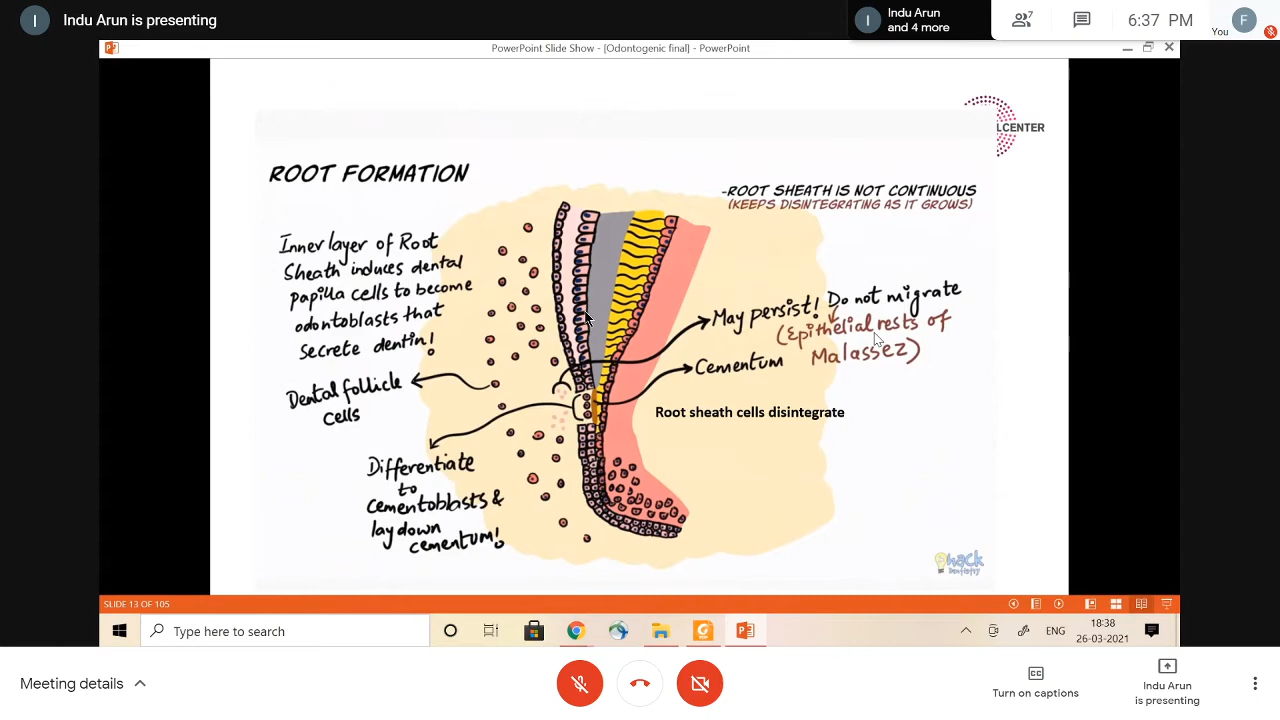 I
Indu Arun is presenting
I
Indu Arun
and 4 more
7
6:37 PM
F
You
PowerPoint Slide Show - [Odontogenic final] - PowerPoint
LCENTER
ROOT FORMATION
-ROOT SHEATH IS NOT CONTINUOUS
(KEEPS DISINTEGRATING AS IT GROWS)
Inner layer of Root
Sheath induces dental
papilla cells to become
odontoblasts that
secrete dentin!
Dental follicle
cells
Differentiate
to
cementoblasts &
lay down
cementum!
May persist! Do not migrate
(Epithelial rests of
Malassez)
Cementum
Root sheath cells disintegrate
Hack
Dentistry
SLIDE 13 OF 105
Type here to search
ENG
18:38
26-03-2021
Meeting details
CC
Turn on captions
Indu Arun
is presenting